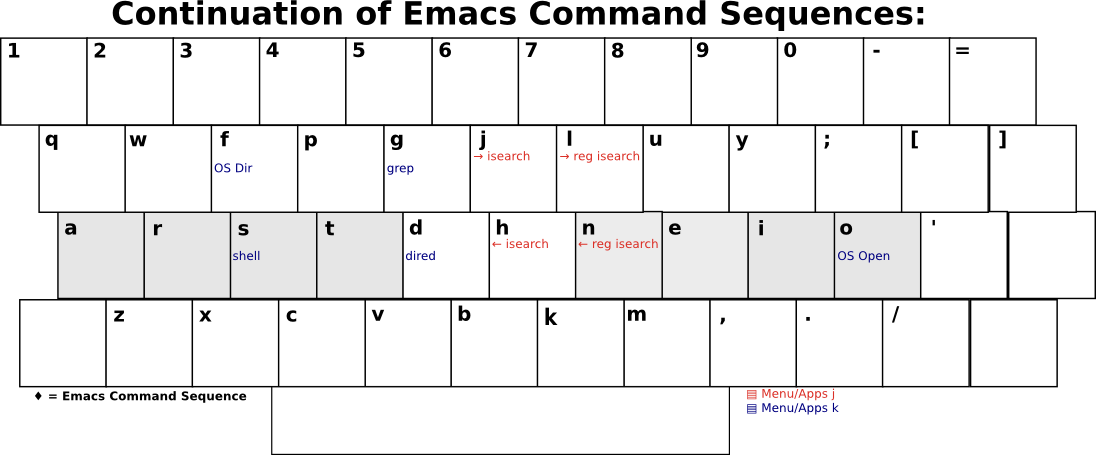 Continuation of Emacs Command Sequences:
1 2 3 4 5 6 7 8 9 0 - =
q w f p g j l u y ; [ ]
→ isearch → reg isearch
OS Dir grep
a r s t d h n e i o '
← isearch ← reg isearch
shell dired OS Open
z x c v b k m , . /
♦ = Emacs Command Sequence ▤ Menu/Apps j
▤ Menu/Apps k